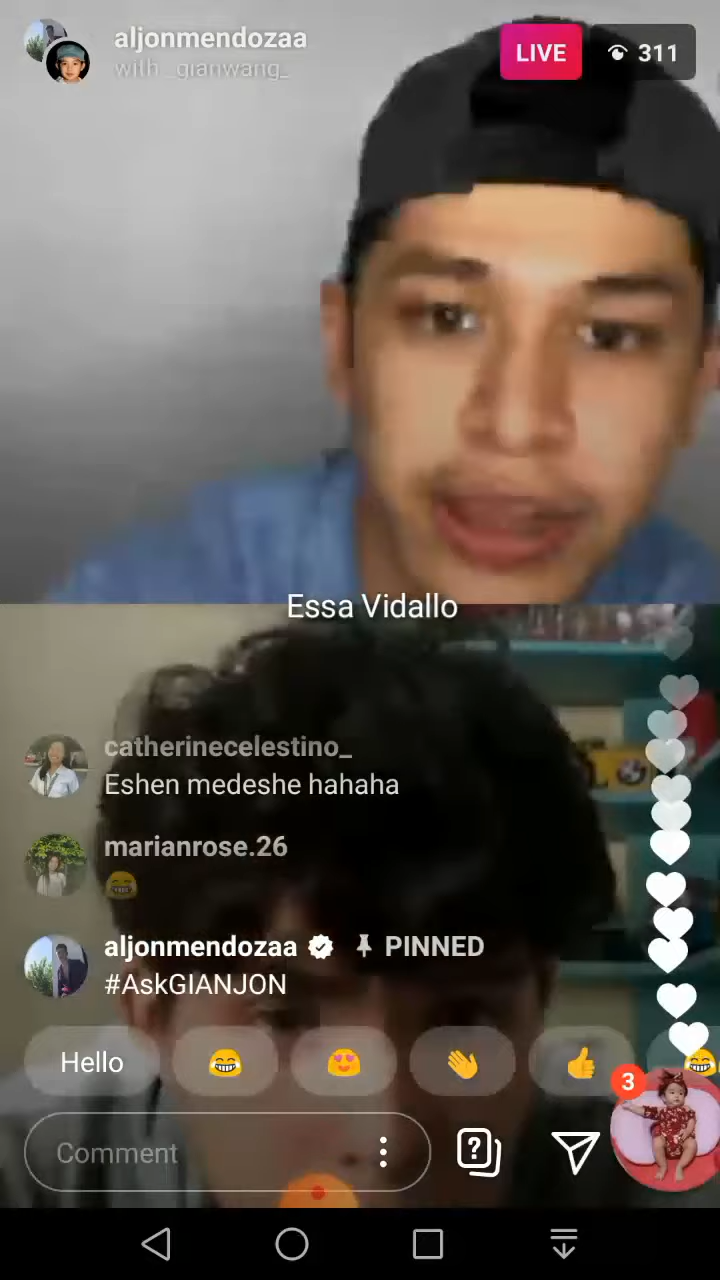 aljonmendozaa
with _gianwang_
LIVE
311
Essa Vidallo
catherinecelestino_
Eshen medeshe hahaha
marianrose.26
aljonmendozaa PINNED
#AskGIANJON
Hello
3
Comment